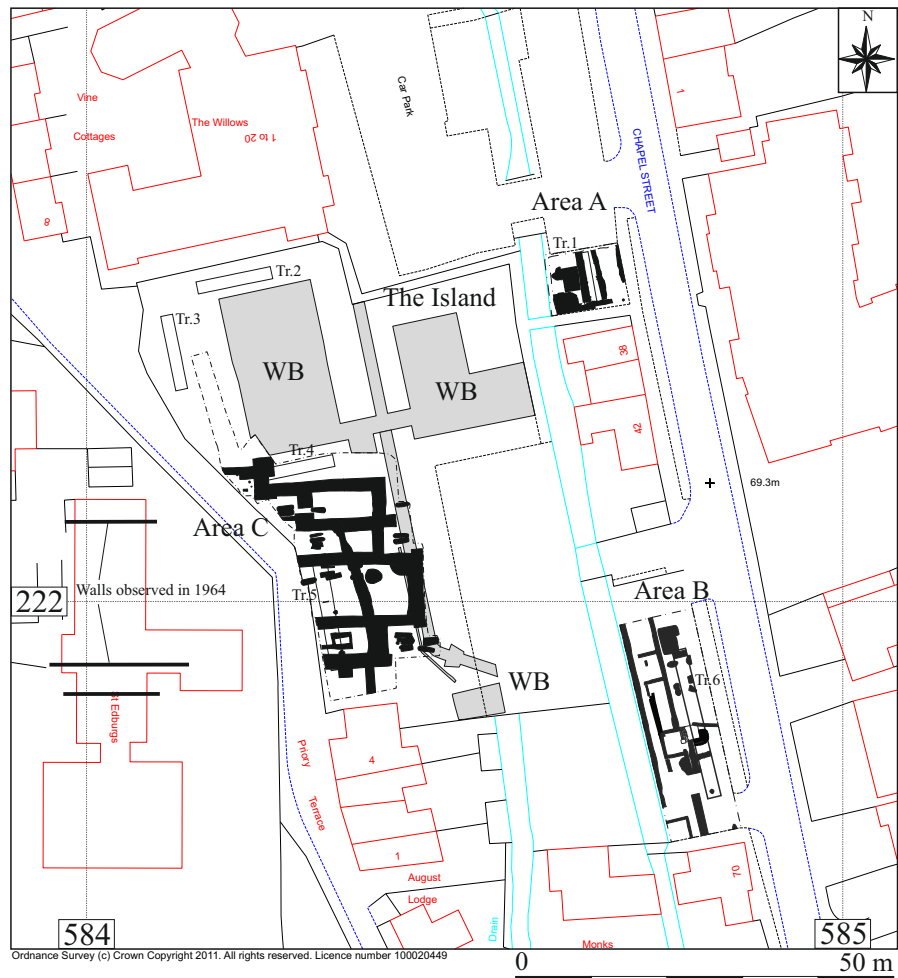 N
Vine
Cottages
The Willows
1 to 20
8
Car Park
CHAPEL STREET
1
Area A
Tr.1
Tr.2
The Island
Tr.3
WB
WB
38
42
Tr.4
69.3m
Area C
Walls observed in 1964
222
Tr.5
Area B
Tr.6
WB
St Edburgs
Priory
Terrace
4
1
August
Lodge
Drain
Monks
70
584
585
Ordnance Survey (c) Crown Copyright 2011. All rights reserved. Licence number 100020449
0
50 m